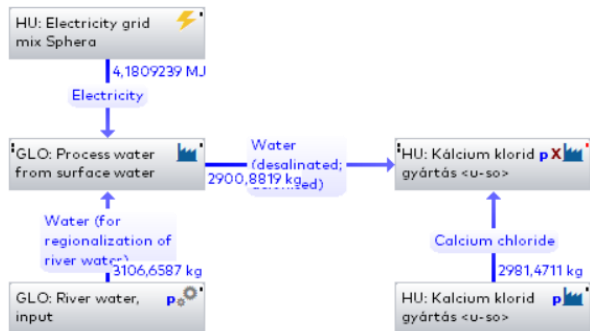 HU: Electricity grid
mix Sphera
4,1809239 MJ
Electricity
GLO: Process water
from surface water
Water
(desalinated;
deionised)
2900,8819 kg
HU: Kálcium klorid
gyártás <u-so>
p X
Water (for
regionalization of
river water)
3106,6587 kg
Calcium chloride
2981,4711 kg
GLO: River water,
input
p
HU: Kalcium klorid
gyártás <u-so>
p